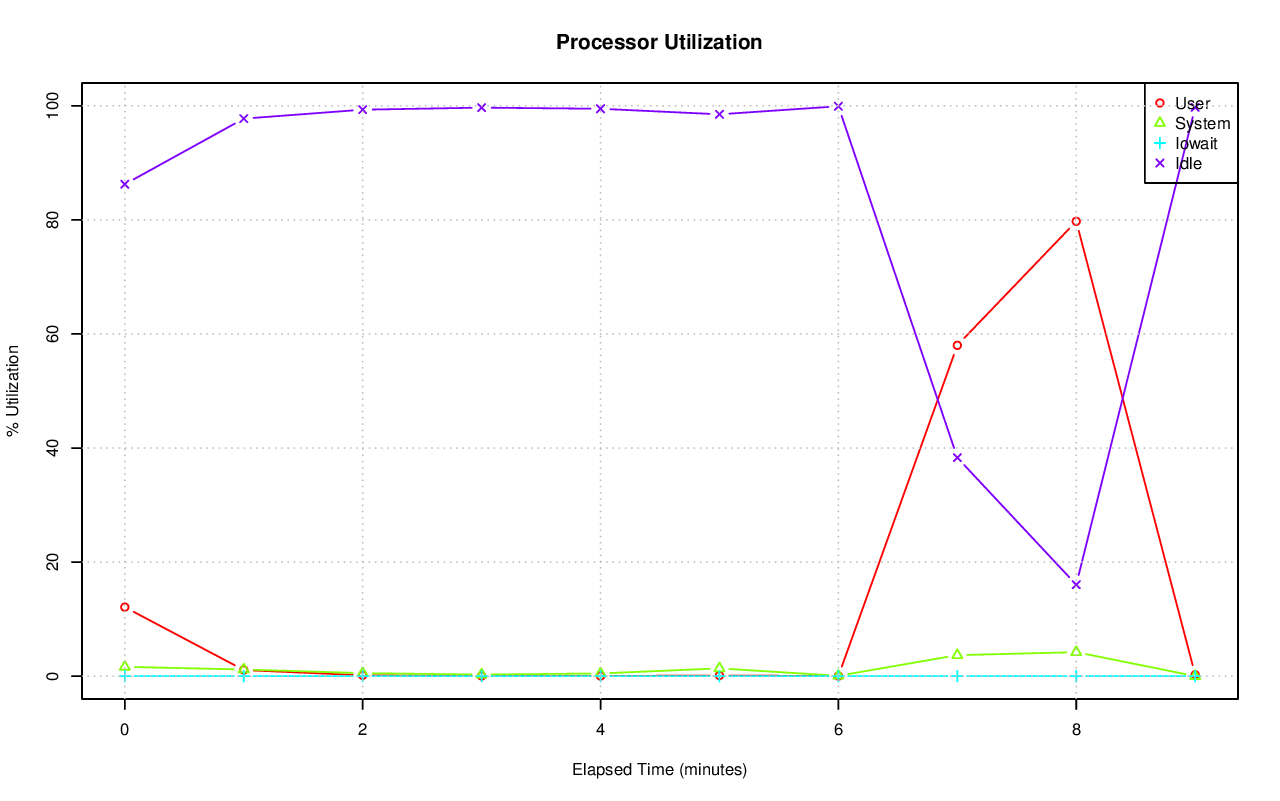 Processor Utilization
% Utilization
100
80
60
40
20
0
User
System
Iowait
Idle
0 2 4 6 8
Elapsed Time (minutes)